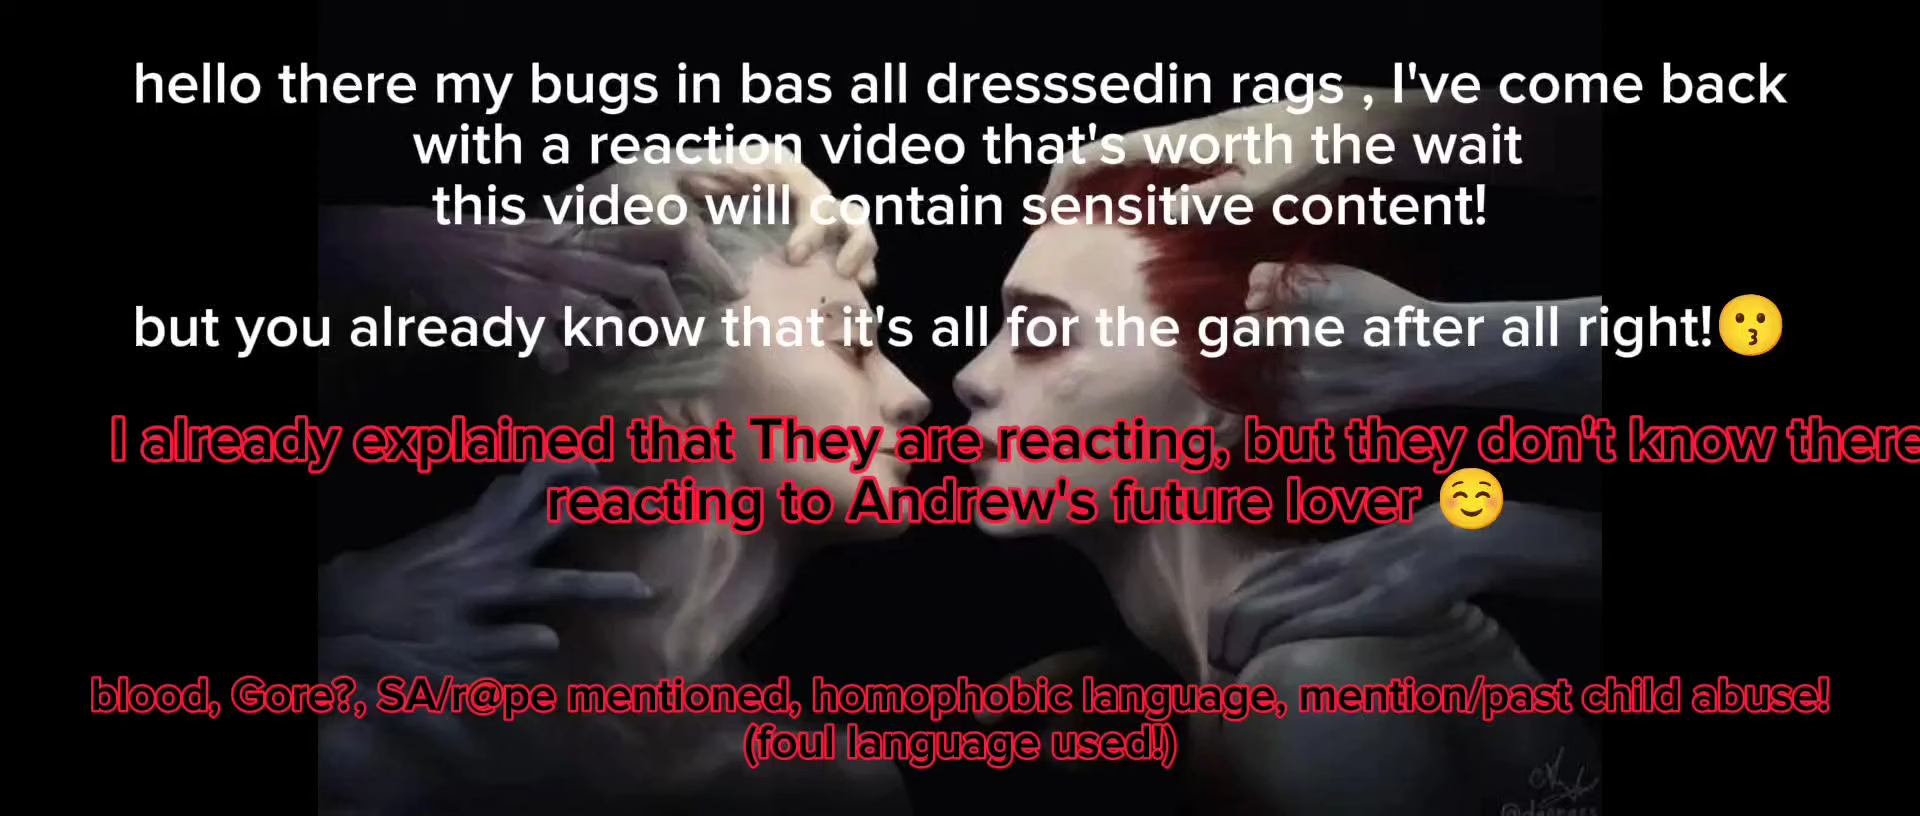 hello there my bugs in bas all dresssedin rags , I've come back
with a reaction video that's worth the wait
this video will contain sensitive content!
but you already know that it's all for the game after all right!😗
I already explained that They are reacting, but they don't know there
reacting to Andrew's future lover ☺️
blood, Gore?, SA/r@pe mentioned, homophobic language, mention/past child abuse!
(foul language used!)